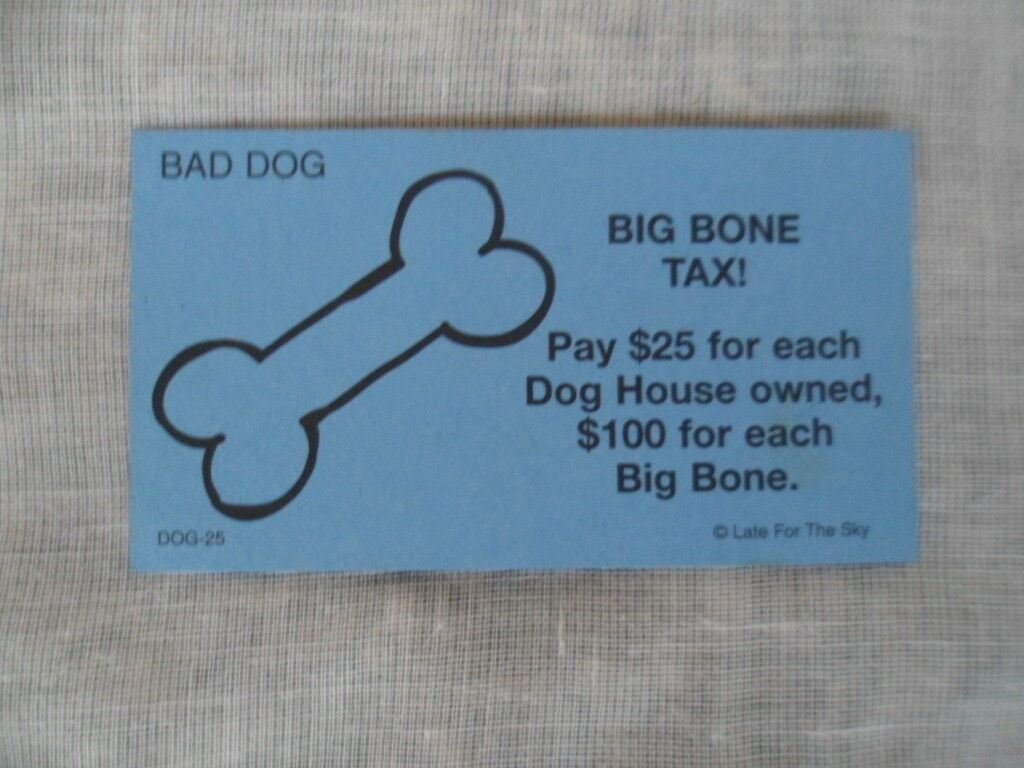 BAD DOG
BIG BONE
TAX!
Pay $25 for each
Dog House owned,
$100 for each
Big Bone.
DOG-25
© Late For The Sky